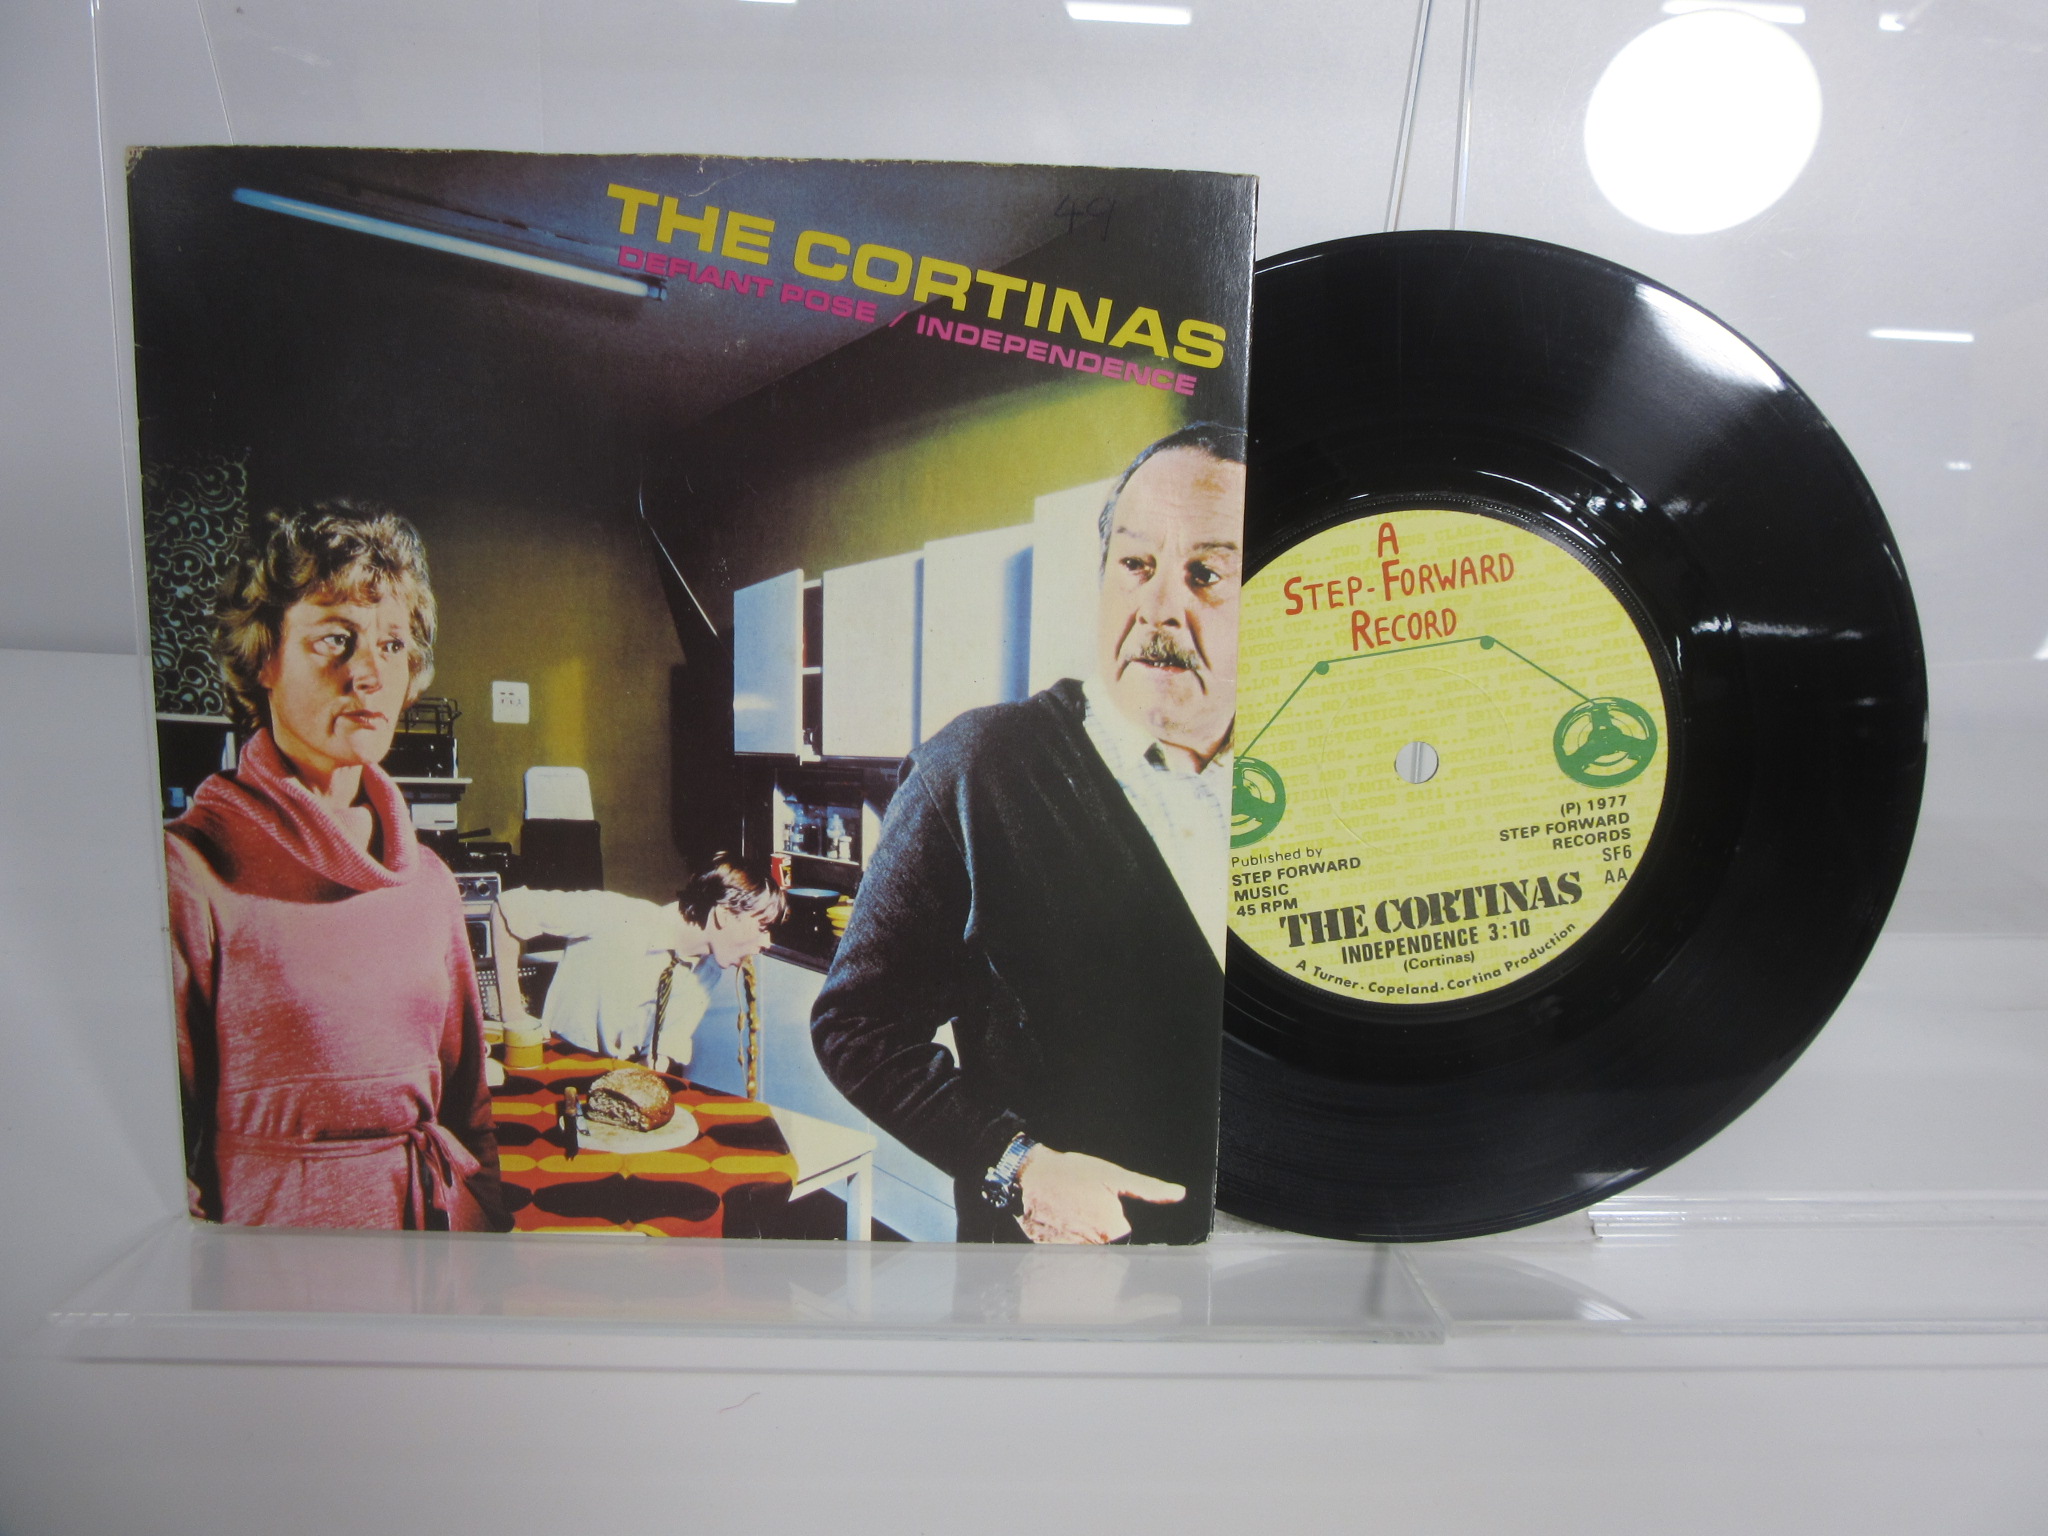 THE CORTINAS
DEFIANT POSE / INDEPENDENCE
49
A
STEP-FORWARD
RECORD
(P) 1977
STEP FORWARD
RECORDS
SF6
AA
Published by
STEP FORWARD
MUSIC
45 RPM
THE CORTINAS
INDEPENDENCE 3:10
(Cortinas)
A Turner. Copeland. Cortina Production